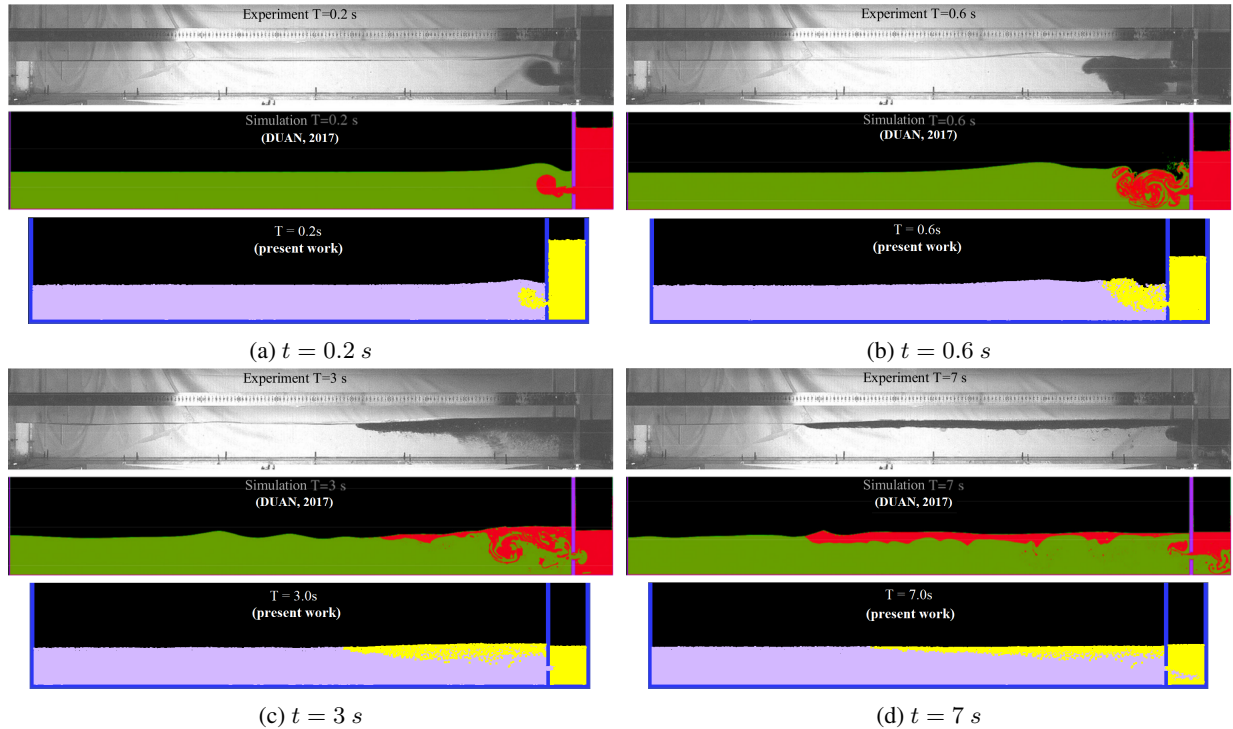 Experiment T=0.2 s
Simulation T=0.2 s
(DUAN, 2017)
T = 0.2s
(present work)
(a) t = 0.2 s
Experiment T=0.6 s
Simulation T=0.6 s
(DUAN, 2017)
T = 0.6s
(present work)
(b) t = 0.6 s
Experiment T=3 s
Simulation T=3 s
(DUAN, 2017)
T = 3.0s
(present work)
(c) t = 3 s
Experiment T=7 s
Simulation T=7 s
(DUAN, 2017)
T = 7.0s
(present work)
(d) t = 7 s